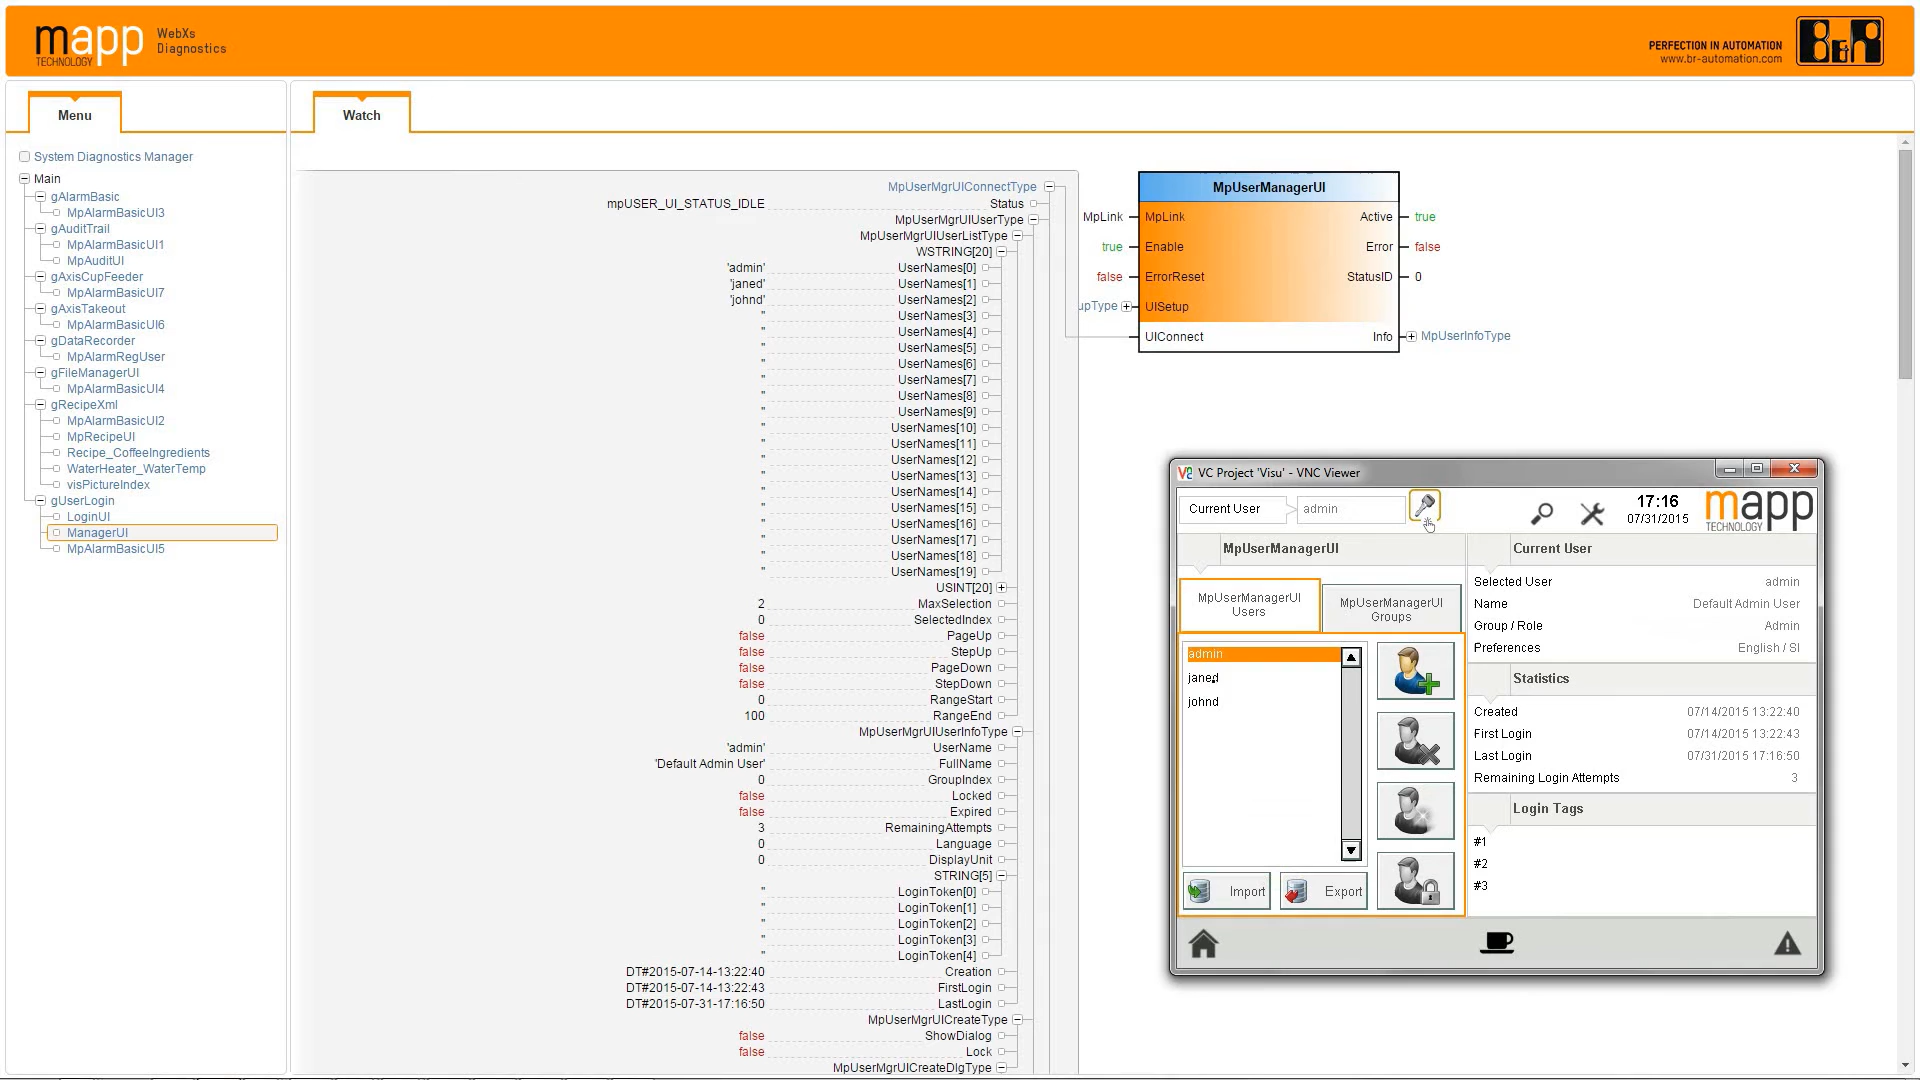 mapp
TECHNOLOGY
WebXs
Diagnostics
PERFECTION IN AUTOMATION
www.br-automation.com
B&R
Menu
System Diagnostics Manager
Main
gAlarmBasic
MpAlarmBasicUI3
gAuditTrail
MpAlarmBasicUI1
MpAuditUI
gAxisCupFeeder
MpAlarmBasicUI7
gAxisTakeout
MpAlarmBasicUI6
gDataRecorder
MpAlarmRegUser
gFileManagerUI
MpAlarmBasicUI4
gRecipeXml
MpAlarmBasicUI2
MpRecipeUI
Recipe_CoffeeIngredients
WaterHeater_WaterTemp
visPictureIndex
gUserLogin
LoginUI
ManagerUI
MpAlarmBasicUI5
Watch
MpUserMgrUIConnectType
mpUSER_UI_STATUS_IDLE Status
MpUserMgrUIUserType
MpUserMgrUIUserListType
WSTRING[20]
'admin' UserNames[0]
'janed' UserNames[1]
'johnd' UserNames[2]
'' UserNames[3]
'' UserNames[4]
'' UserNames[5]
'' UserNames[6]
'' UserNames[7]
'' UserNames[8]
'' UserNames[9]
'' UserNames[10]
'' UserNames[11]
'' UserNames[12]
'' UserNames[13]
'' UserNames[14]
'' UserNames[15]
'' UserNames[16]
'' UserNames[17]
'' UserNames[18]
'' UserNames[19]
USINT[20]
2 MaxSelection
0 SelectedIndex
false PageUp
false StepUp
false PageDown
false StepDown
0 RangeStart
100 RangeEnd
MpUserMgrUIUserInfoType
'admin' UserName
'Default Admin User' FullName
0 GroupIndex
false Locked
false Expired
3 RemainingAttempts
0 Language
0 DisplayUnit
STRING[5]
'' LoginToken[0]
'' LoginToken[1]
'' LoginToken[2]
'' LoginToken[3]
'' LoginToken[4]
DT#2015-07-14-13:22:40 Creation
DT#2015-07-14-13:22:43 FirstLogin
DT#2015-07-31-17:16:50 LastLogin
MpUserMgrUICreateType
false ShowDialog
false Lock
MpUserMgrUICreateDlgType
MpUserManagerUI
MpLink MpLink Active true
true Enable Error false
false ErrorReset StatusID 0
upType UISetup
UIConnect Info MpUserInfoType
VC Project 'Visu' - VNC Viewer
Current User admin
17:16
07/31/2015
mapp
TECHNOLOGY
MpUserManagerUI
MpUserManagerUI
Users
MpUserManagerUI
Groups
admin
janed
johnd
Import
Export
Current User
Selected User admin
Name Default Admin User
Group / Role Admin
Preferences English / SI
Statistics
Created 07/14/2015 13:22:40
First Login 07/14/2015 13:22:43
Last Login 07/31/2015 17:16:50
Remaining Login Attempts 3
Login Tags
#1
#2
#3